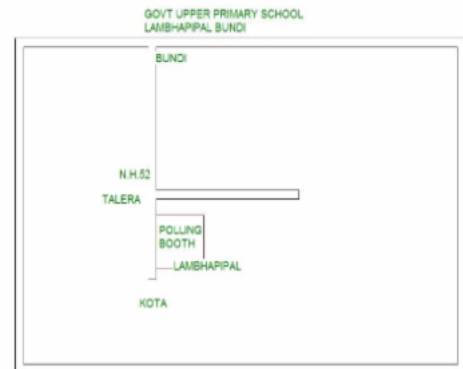 GOVT UPPER PRIMARY SCHOOL
LAMBHAPIPAL BUNDI
BUNDI
N.H.52
TALERA
POLLING
BOOTH
LAMBHAPIPAL
KOTA